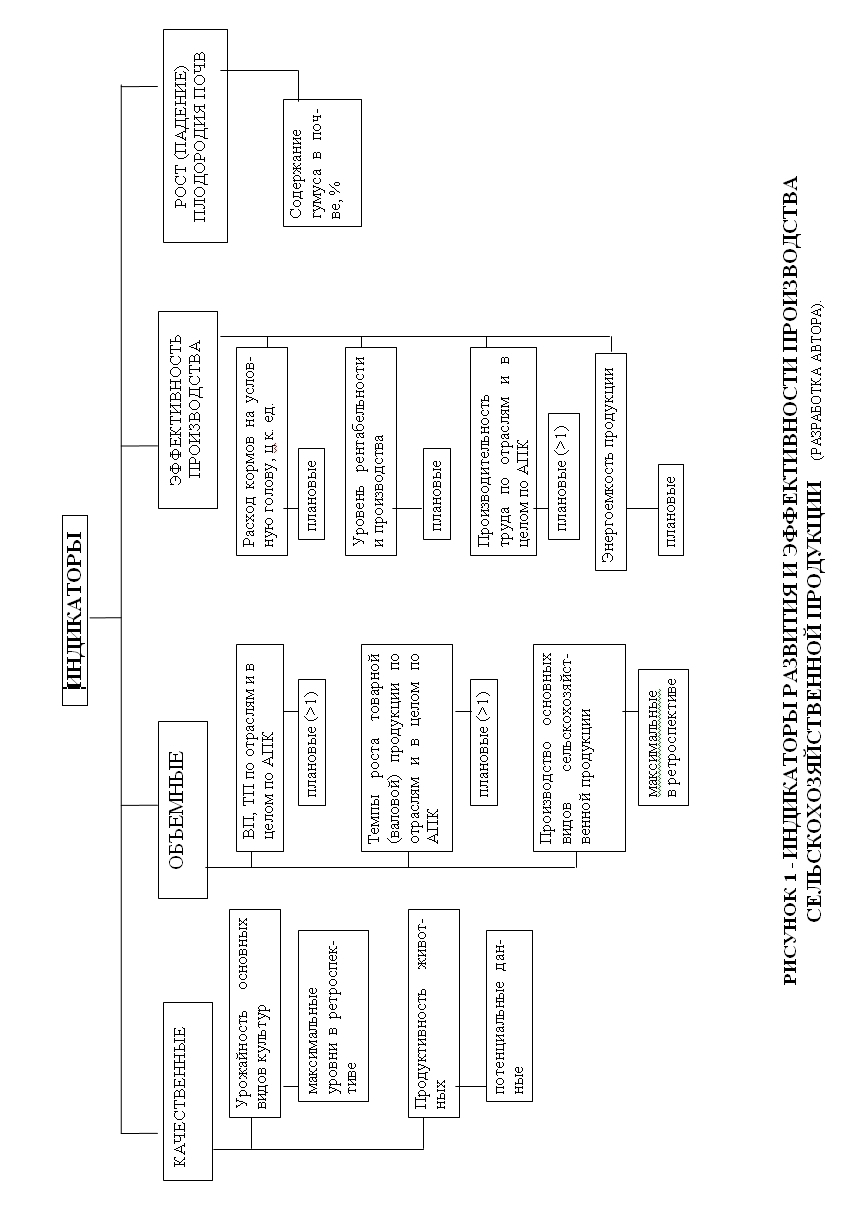 ИНДИКАТОРЫ
КАЧЕСТВЕННЫЕ
Урожайность основных
видов культур
максимальные
уровни в ретроспек-
тиве
Продуктивность живот-
ных
потенциальные дан-
ные
ОБЪЕМНЫЕ
ВП, ТП по отраслям и в
целом по АПК
плановые (>1)
Темпы роста товарной
(валовой) продукции по
отраслям и в целом по
АПК
плановые (>1)
Производство основных
видов сельскохозяйст-
венной продукции
максимальные
в ретроспективе
ЭФФЕКТИВНОСТЬ
ПРОИЗВОДСТВА
Расход кормов на услов-
ную голову, ц к. ед.
плановые
Уровень рентабельности
и производства
плановые
Производительность
труда по отраслям и в
целом по АПК
плановые (>1)
Энергоемкость продукции
плановые
РОСТ (ПАДЕНИЕ)
ПЛОДОРОДИЯ ПОЧВ
Содержание
гумуса в поч-
ве, %
РИСУНОК 1 - ИНДИКАТОРЫ РАЗВИТИЯ И ЭФФЕКТИВНОСТИ ПРОИЗВОДСТВА
СЕЛЬСКОХОЗЯЙСТВЕННОЙ ПРОДУКЦИИ (РАЗРАБОТКА АВТОРА).